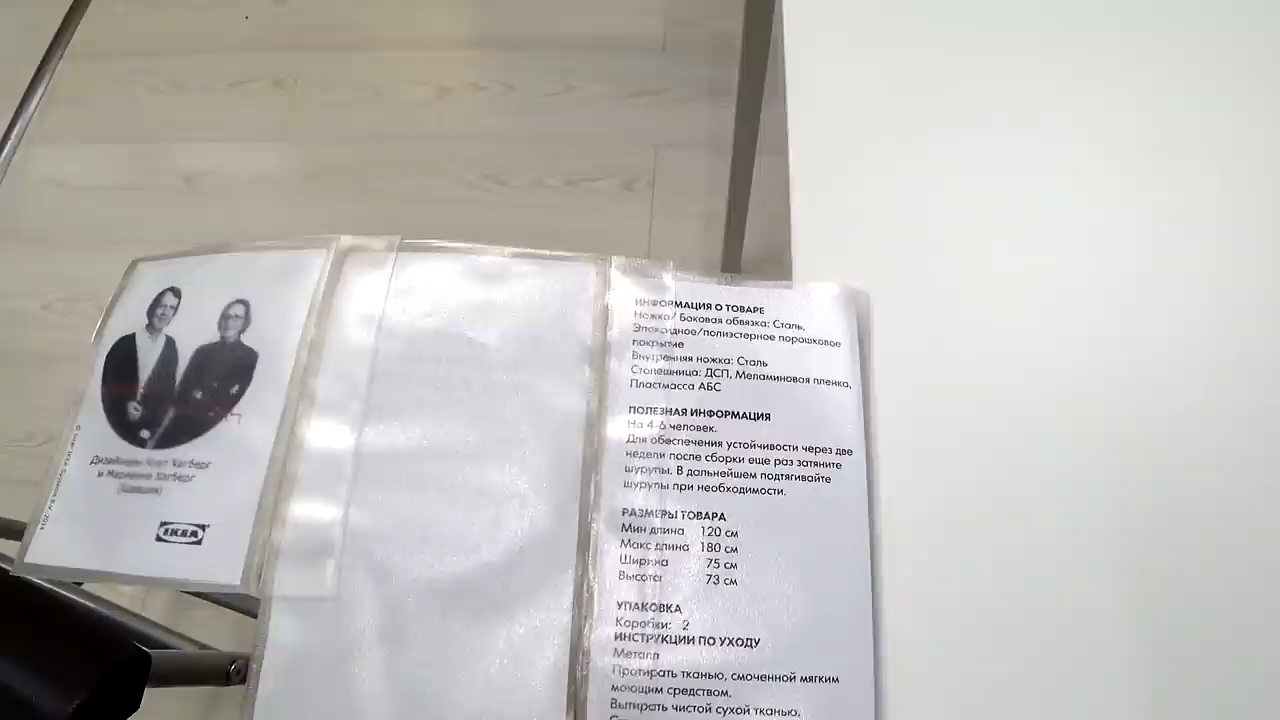 Дизайнеры Кнут Хагберг
и Марианне Хагберг
IKEA
ИНФОРМАЦИЯ О ТОВАРЕ
Ножка/ Боковая обвязка: Сталь,
Эпоксидное/полиэстерное порошковое
покрытие
Внутренняя ножка: Сталь
Столешница: ДСП, Меламиновая пленка,
Пластмасса АБС
ПОЛЕЗНАЯ ИНФОРМАЦИЯ
На 4-6 человек.
Для обеспечения устойчивости через две
недели после сборки еще раз затяните
шурупы. В дальнейшем подтягивайте
шурупы при необходимости.
РАЗМЕРЫ ТОВАРА
Мин длина 120 см
Макс длина 180 см
Ширина 75 см
Высота 73 см
УПАКОВКА
Коробки: 2
ИНСТРУКЦИИ ПО УХОДУ
Металл
Протирать тканью, смоченной мягким
моющим средством.
Вытирать чистой сухой тканью.